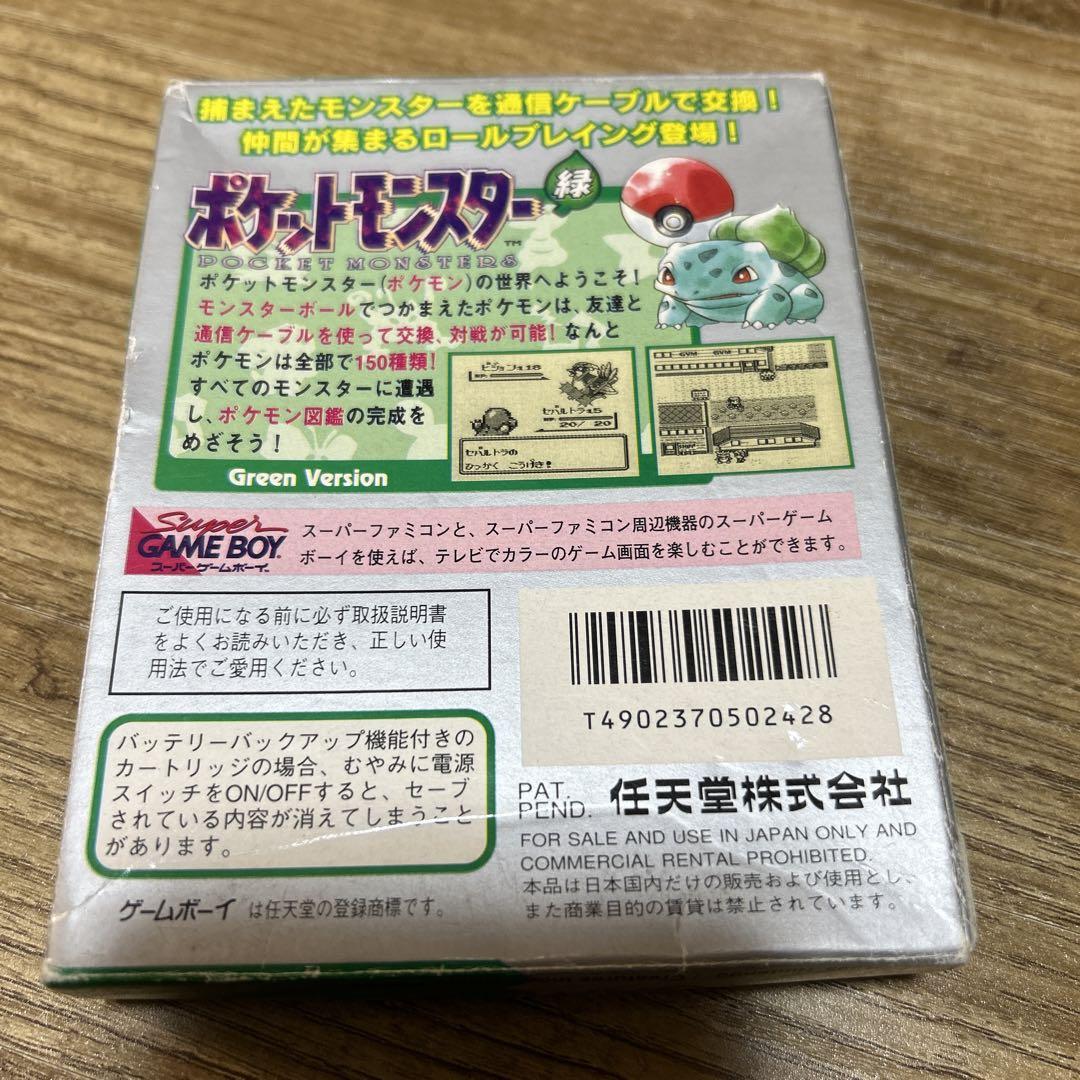 捕まえたモンスターを通信ケーブルで交換！
仲間が集まるロールプレイング登場！
ポケットモンスター 緑
TM
POCKET MONSTERS
ポケットモンスター(ポケモン)の世界へようこそ！
モンスターボールでつかまえたポケモンは、友達と
通信ケーブルを使って交換、対戦が可能！なんと
ポケモンは全部で150種類！
すべてのモンスターに遭遇
し、ポケモン図鑑の完成を
めざそう！
Green Version
ピジョン:L18
HP:
ゼバルトラ:L5
HP:
20/ 20
ゼバルトラの
ひっかく こうげき！
GYM GYM
Super
GAME BOY
スーパーゲームボーイ
スーパーファミコンと、スーパーファミコン周辺機器のスーパーゲーム
ボーイを使えば、テレビでカラーのゲーム画面を楽しむことができます。
ご使用になる前に必ず取扱説明書
をよくお読みいただき、正しい使
用法でご愛用ください。
T4902370502428
バッテリーバックアップ機能付きの
カートリッジの場合、むやみに電源
スイッチをON/OFFすると、セーブ
されている内容が消えてしまうこと
があります。
PAT.
PEND.
任天堂株式会社
FOR SALE AND USE IN JAPAN ONLY AND
COMMERCIAL RENTAL PROHIBITED.
本品は日本国内だけの販売および使用とし、
また商業目的の賃貸は禁止されています。
ゲームボーイ は任天堂の登録商標です。